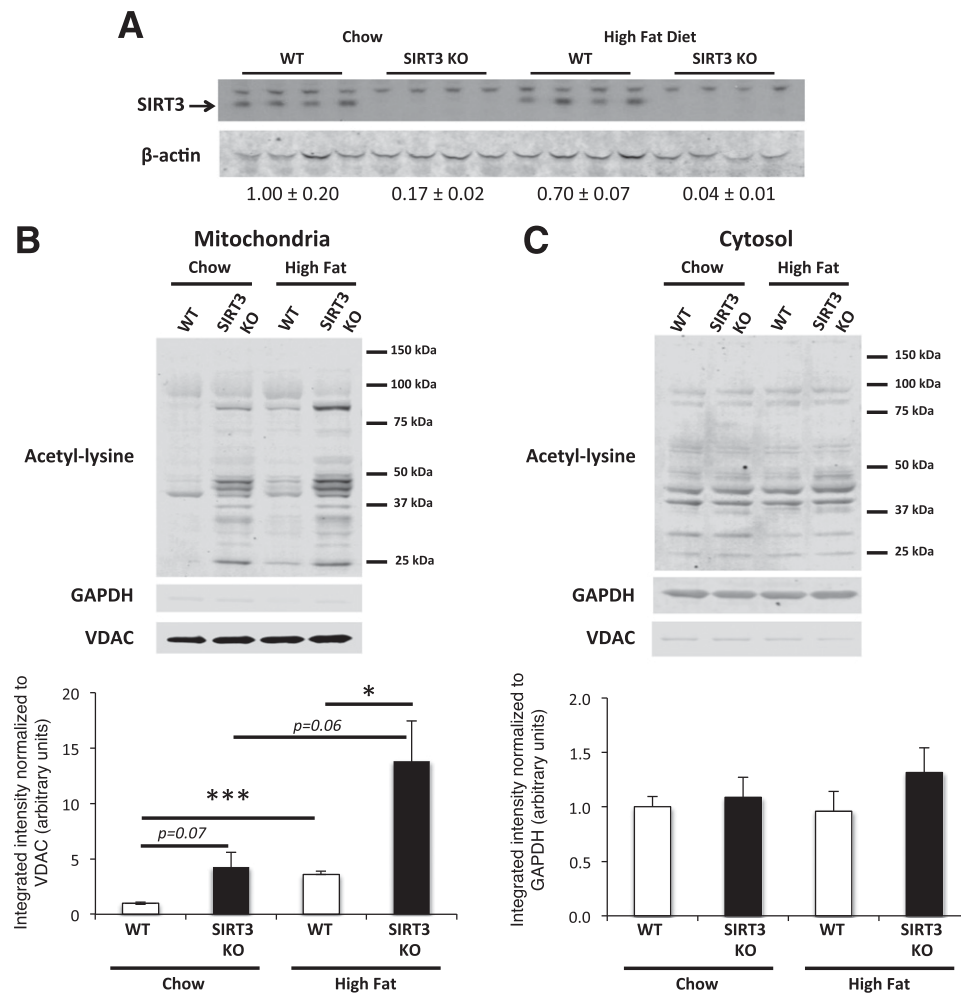 A
Chow
High Fat Diet
WT
SIRT3 KO
WT
SIRT3 KO
SIRT3
β-actin
1.00 ± 0.20
0.17 ± 0.02
0.70 ± 0.07
0.04 ± 0.01
B
Mitochondria
Chow
High Fat
WT
SIRT3
KO
WT
SIRT3
KO
150 kDa
100 kDa
75 kDa
Acetyl-lysine
50 kDa
37 kDa
25 kDa
GAPDH
VDAC
Integrated intensity normalized to
VDAC (arbitrary units)
20
15
10
5
0
*
p=0.06
***
p=0.07
WT
SIRT3
KO
WT
SIRT3
KO
Chow
High Fat
C
Cytosol
Chow
High Fat
WT
SIRT3
KO
WT
SIRT3
KO
150 kDa
100 kDa
75 kDa
Acetyl-lysine
50 kDa
37 kDa
25 kDa
GAPDH
VDAC
Integrated intensity normalized to
GAPDH (arbitrary units)
2.0
1.5
1.0
0.5
0.0
WT
SIRT3
KO
WT
SIRT3
KO
Chow
High Fat